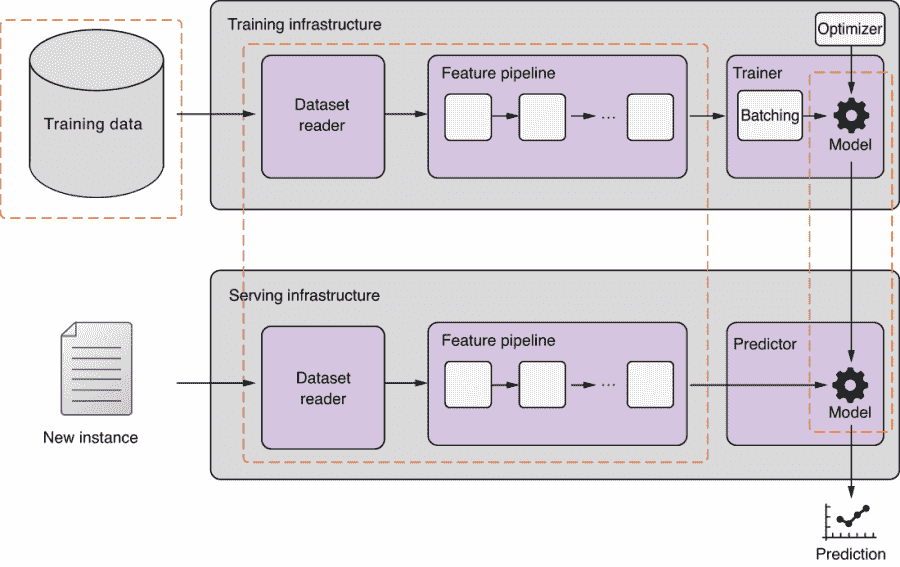 Training infrastructure
Optimizer
Training data
Dataset
reader
Feature pipeline
...
Trainer
Batching
Model
Serving infrastructure
New instance
Dataset
reader
Feature pipeline
...
Predictor
Model
Prediction